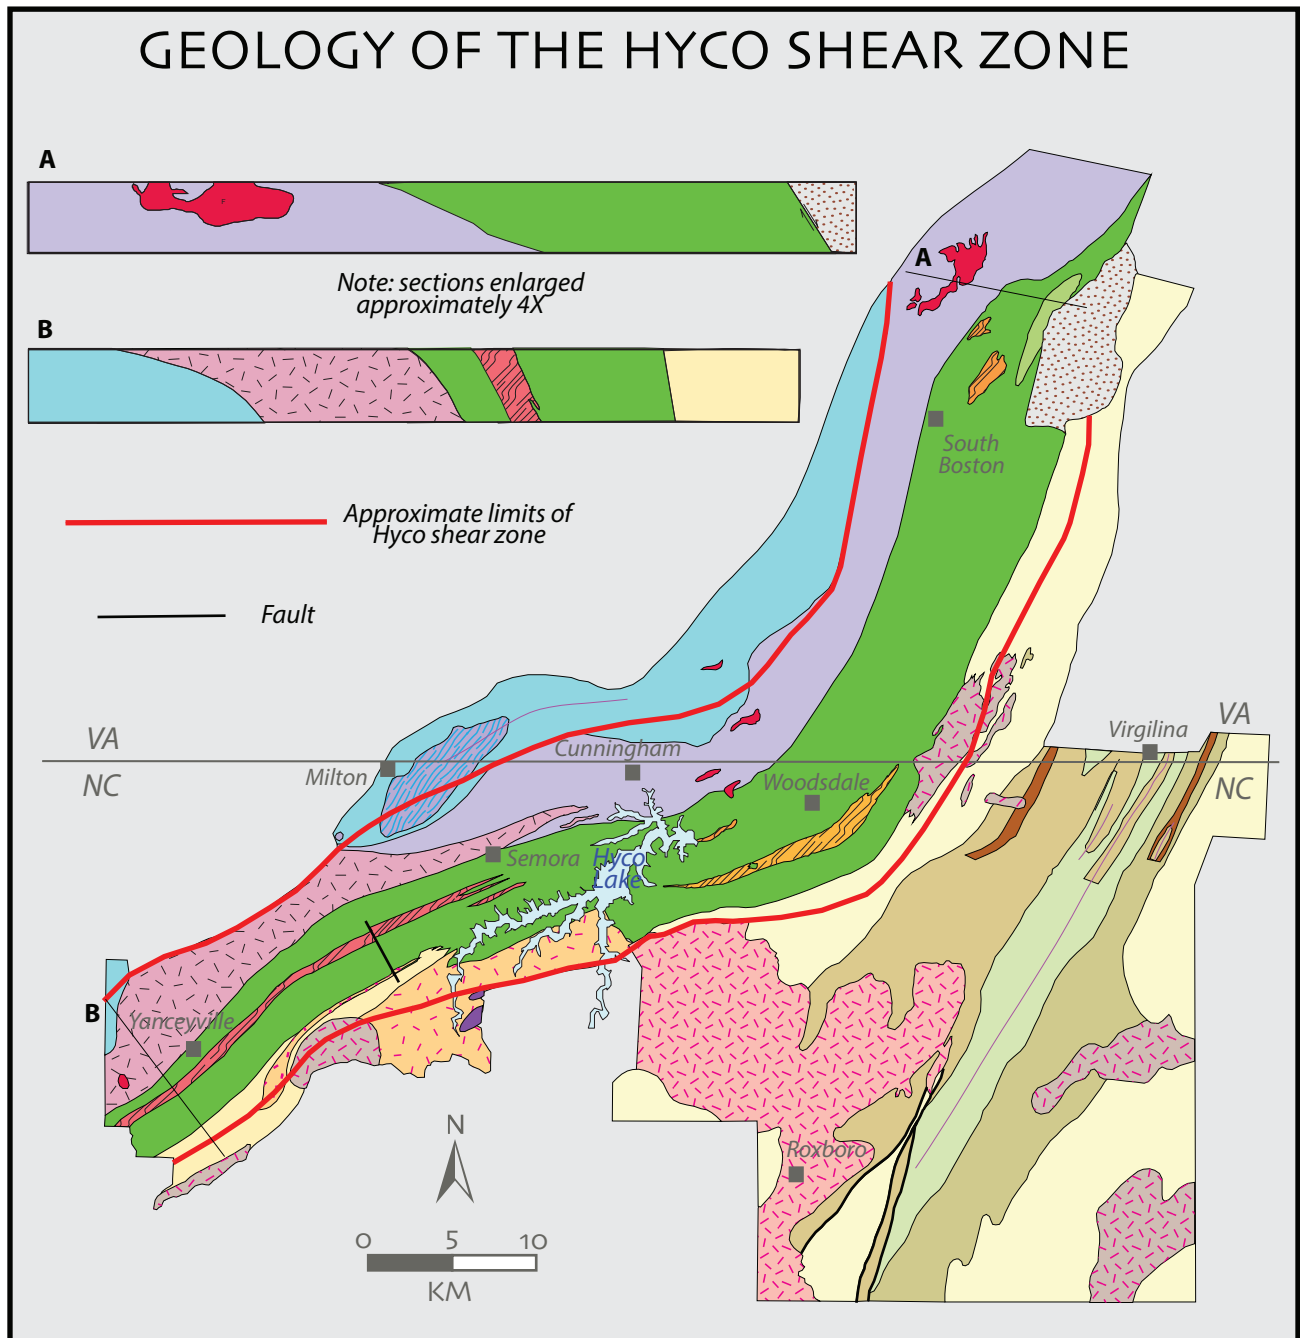 GEOLOGY OF THE HYCO SHEAR ZONE
A
F
Note: sections enlarged
approximately 4X
B
Approximate limits of
Hyco shear zone
Fault
A
South
Boston
VA
NC
Milton
Cunningham
Woodsdale
Virgilina
VA
NC
Semora
Hyco
Lake
B
Yanceyville
Roxboro
N
0 5 10
KM